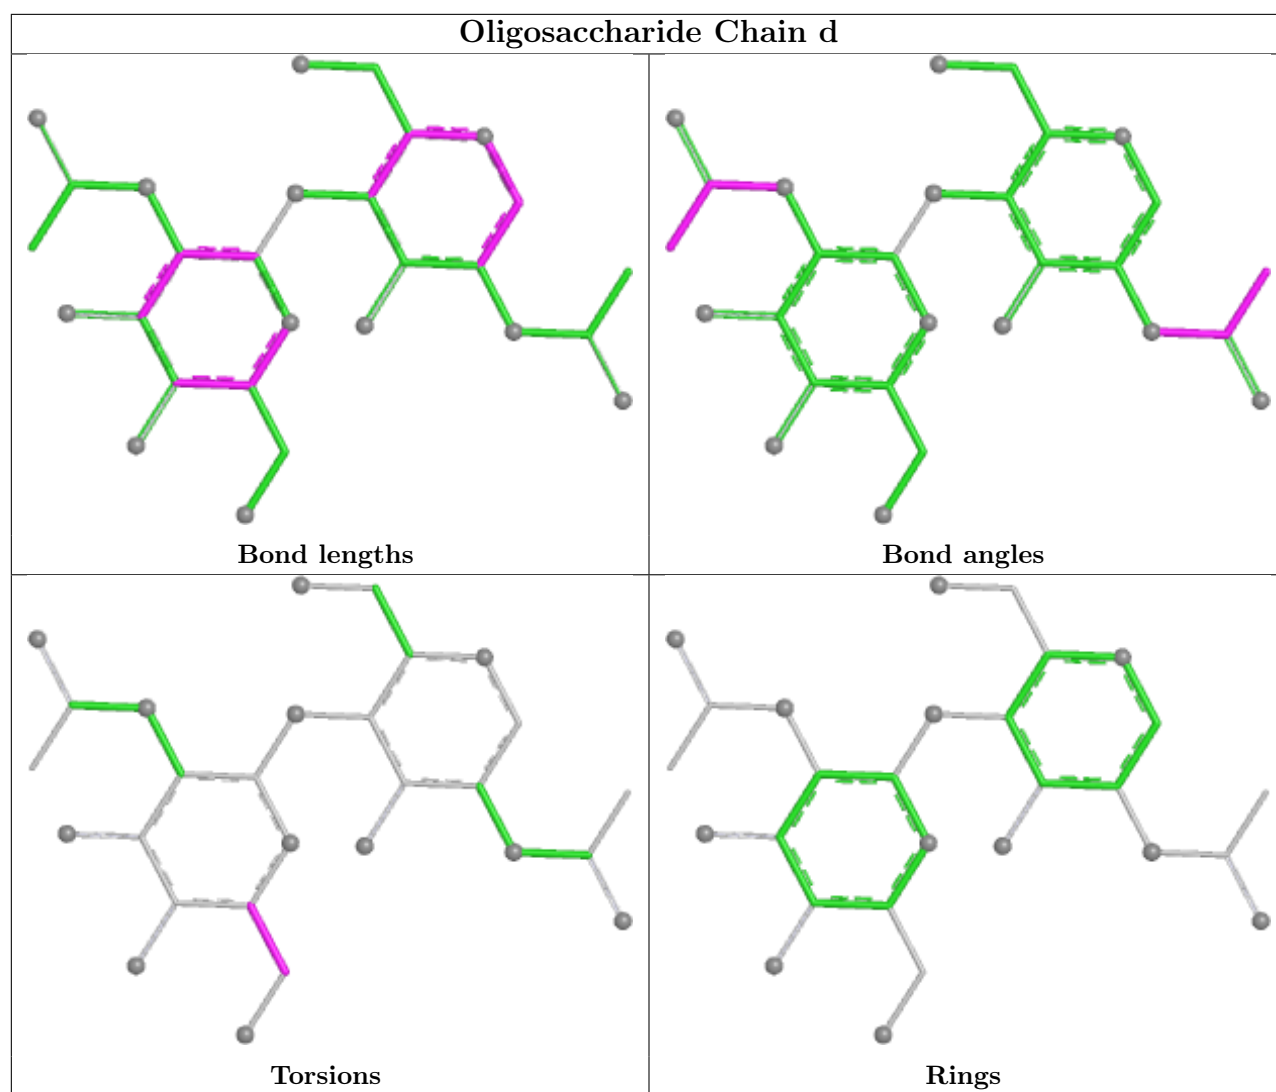 Oligosaccharide Chain d
Bond lengths
Bond angles
Torsions
Rings